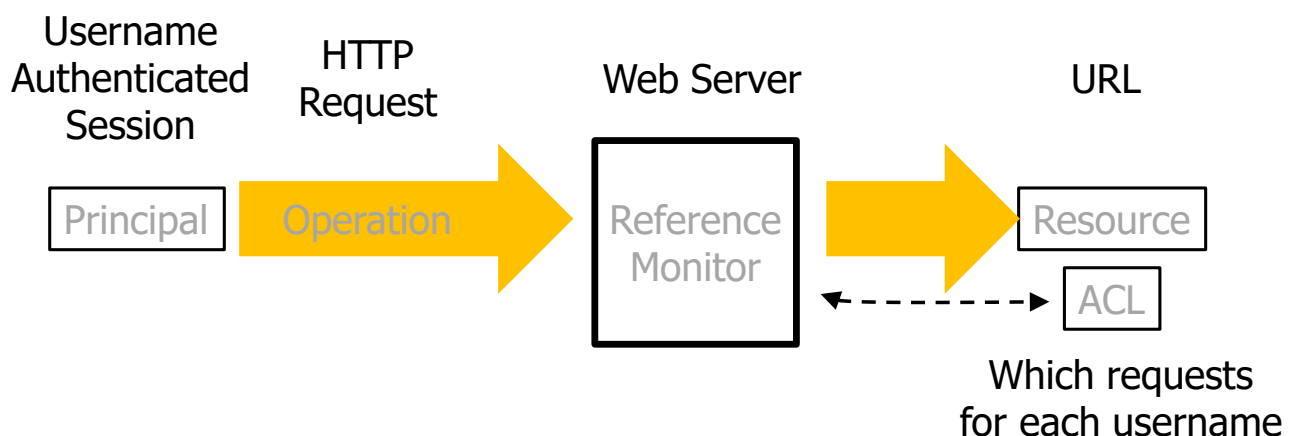 Username
Authenticated
Session
HTTP
Request
Web Server
URL
Principal
Operation
Reference
Monitor
Resource
ACL
Which requests
for each username